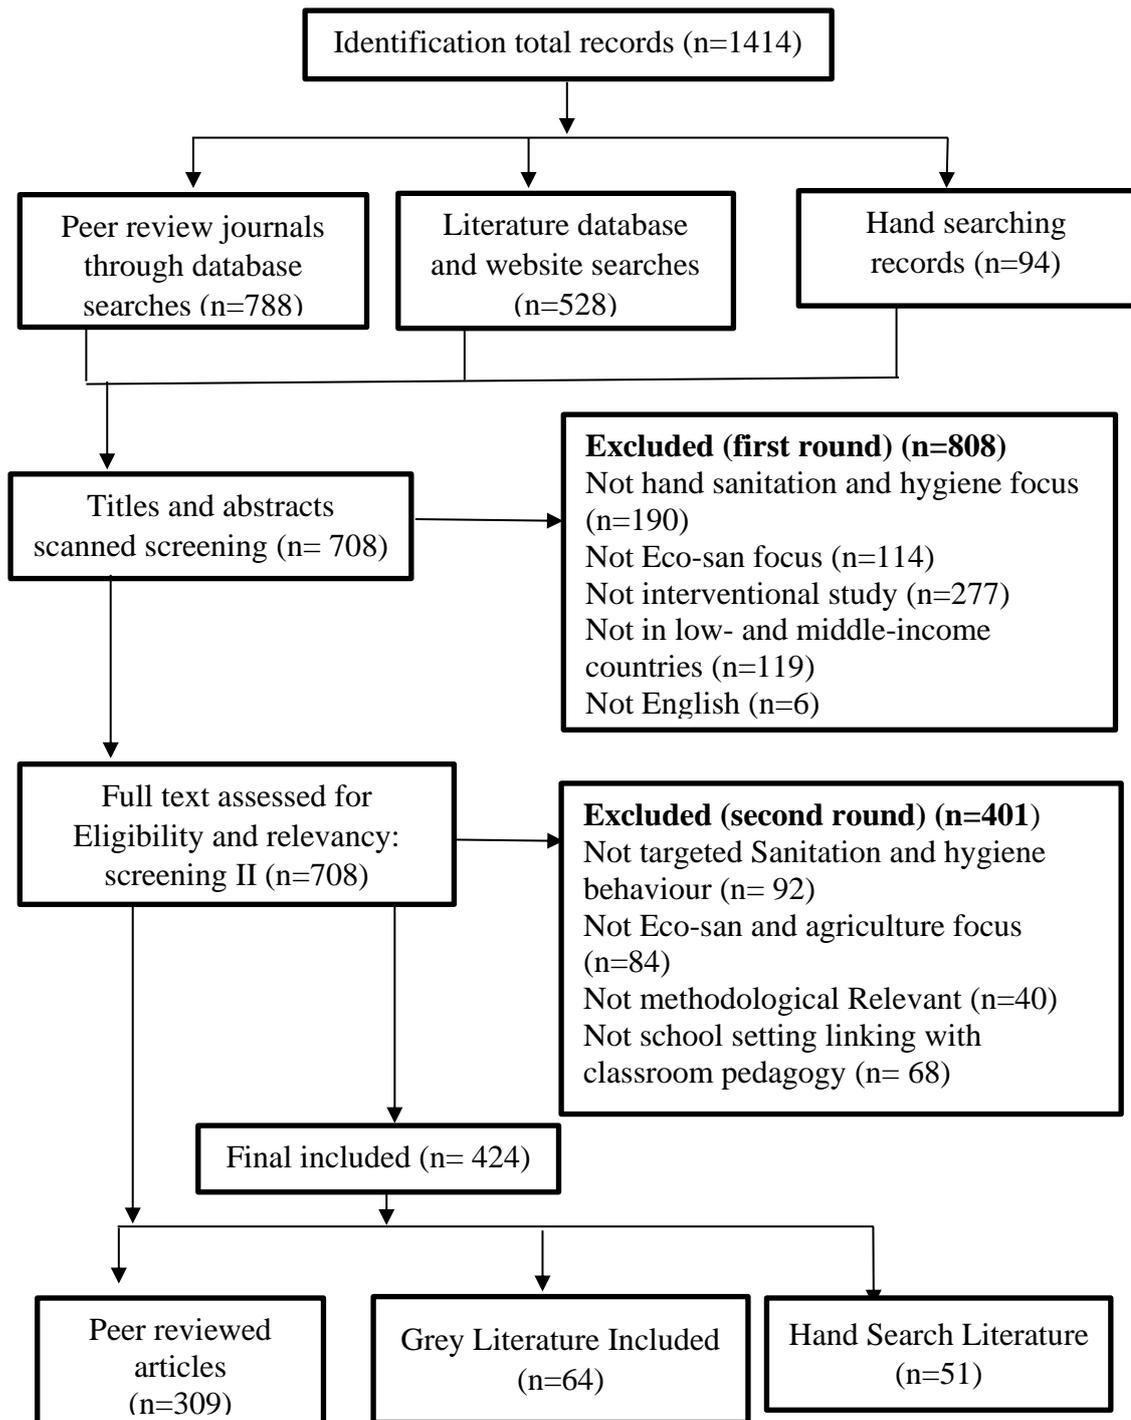 Identification total records (n=1414)
Peer review journals
through database
searches (n=788)
Literature database
and website searches
(n=528)
Hand searching
records (n=94)
Titles and abstracts
scanned screening (n= 708)
Excluded (first round) (n=808)
Not hand sanitation and hygiene focus
(n=190)
Not Eco-san focus (n=114)
Not interventional study (n=277)
Not in low- and middle-income
countries (n=119)
Not English (n=6)
Full text assessed for
Eligibility and relevancy:
screening II (n=708)
Excluded (second round) (n=401)
Not targeted Sanitation and hygiene
behaviour (n= 92)
Not Eco-san and agriculture focus
(n=84)
Not methodological Relevant (n=40)
Not school setting linking with
classroom pedagogy (n= 68)
Final included (n= 424)
Peer reviewed
articles
(n=309)
Grey Literature Included
(n=64)
Hand Search Literature
(n=51)